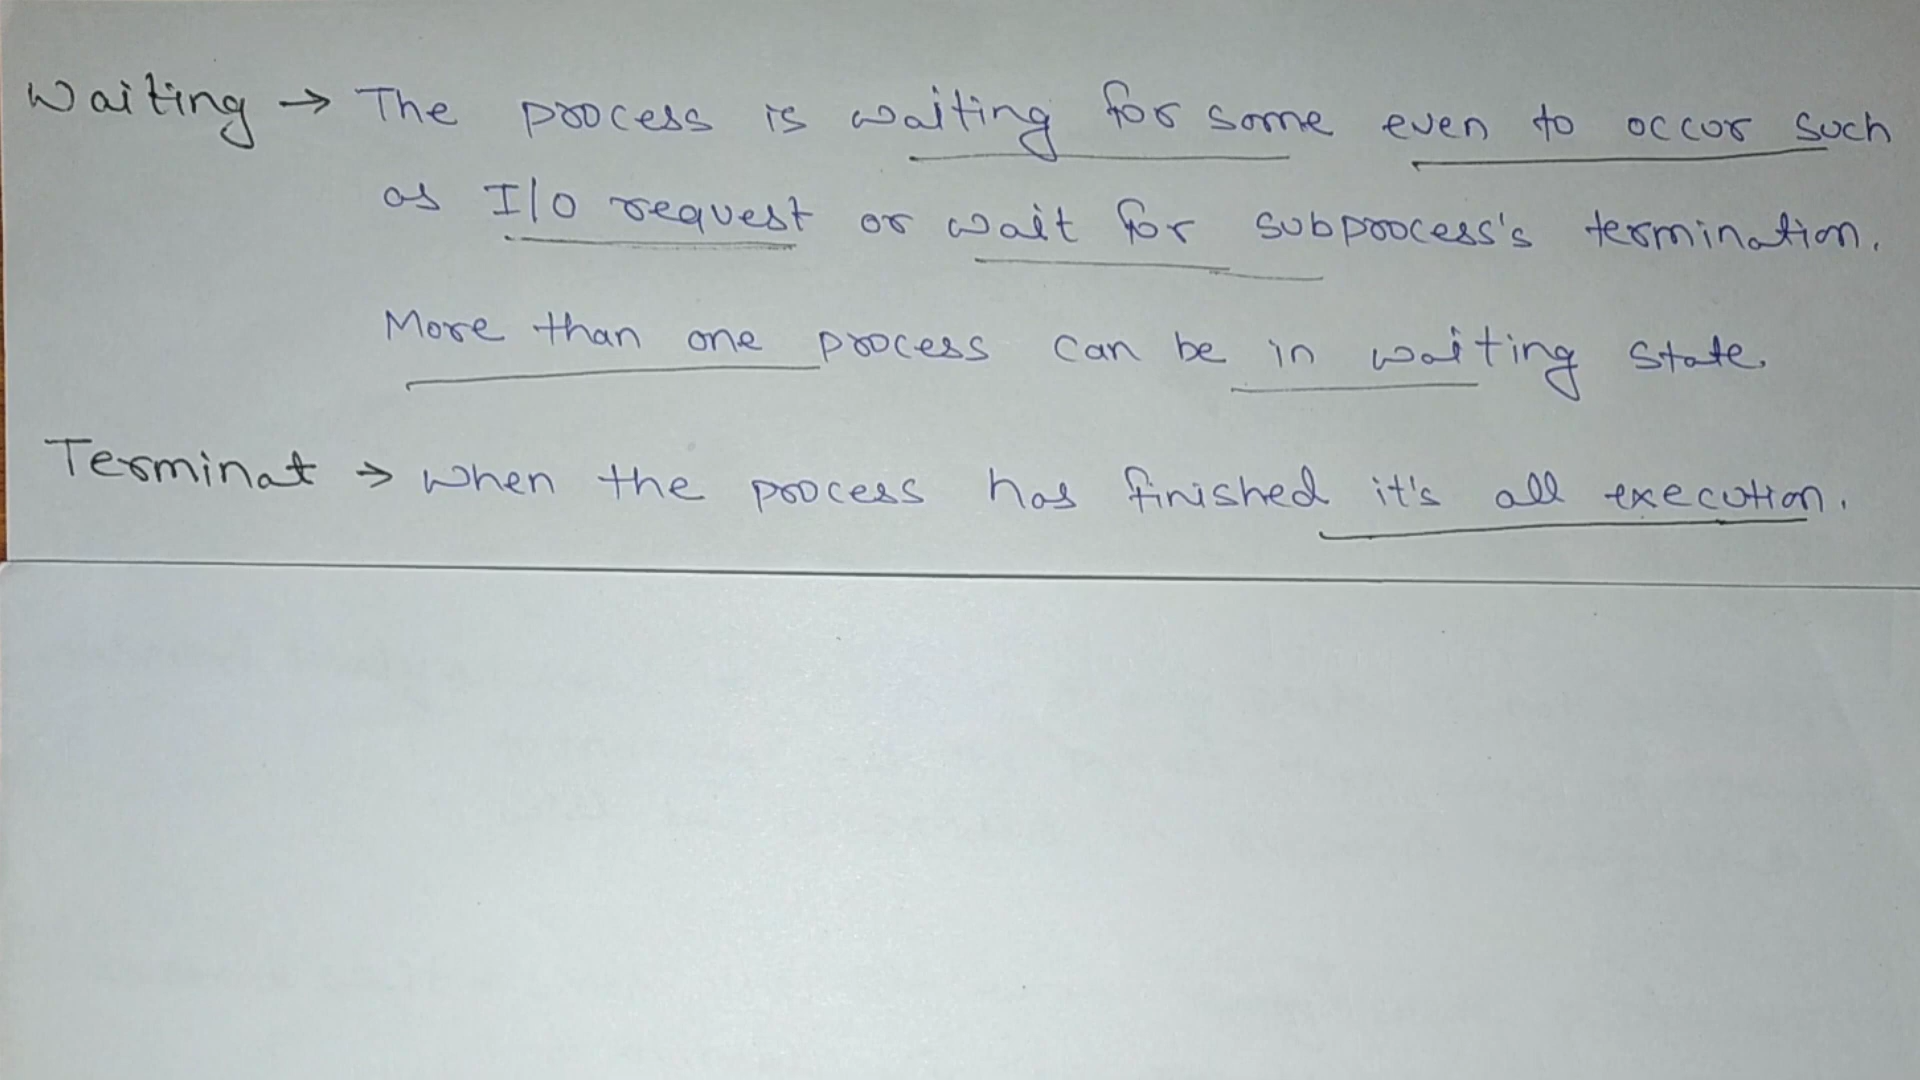 Waiting → The process is waiting for some even to occur such
as I/O request or wait for subprocess's termination.
More than one process can be in waiting state.
Terminat → When the process has finished it's all execution.